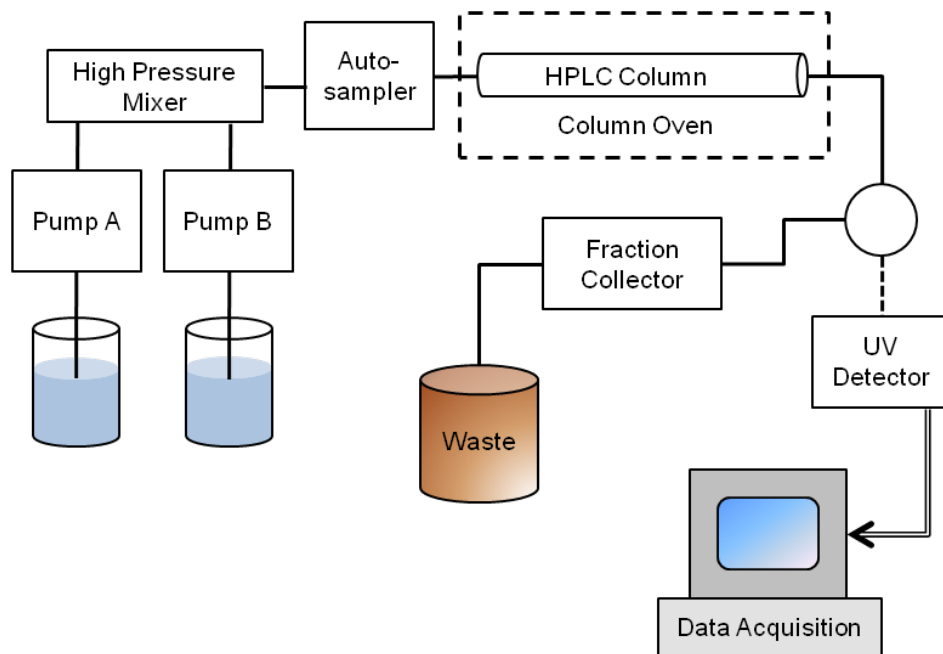 High Pressure
Mixer
Auto-
sampler
HPLC Column
Column Oven
Pump A
Pump B
Fraction
Collector
UV
Detector
Waste
Data Acquisition